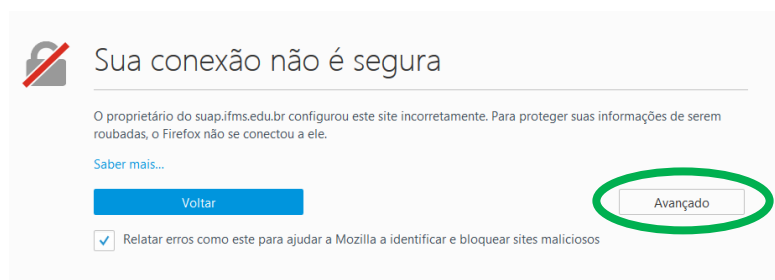 Sua conexão não é segura
O proprietário do suap.ifms.edu.br configurou este site incorretamente. Para proteger suas informações de serem
roubadas, o Firefox não se conectou a ele.
Saber mais...
Voltar
Avançado
Relatar erros como este para ajudar a Mozilla a identificar e bloquear sites maliciosos